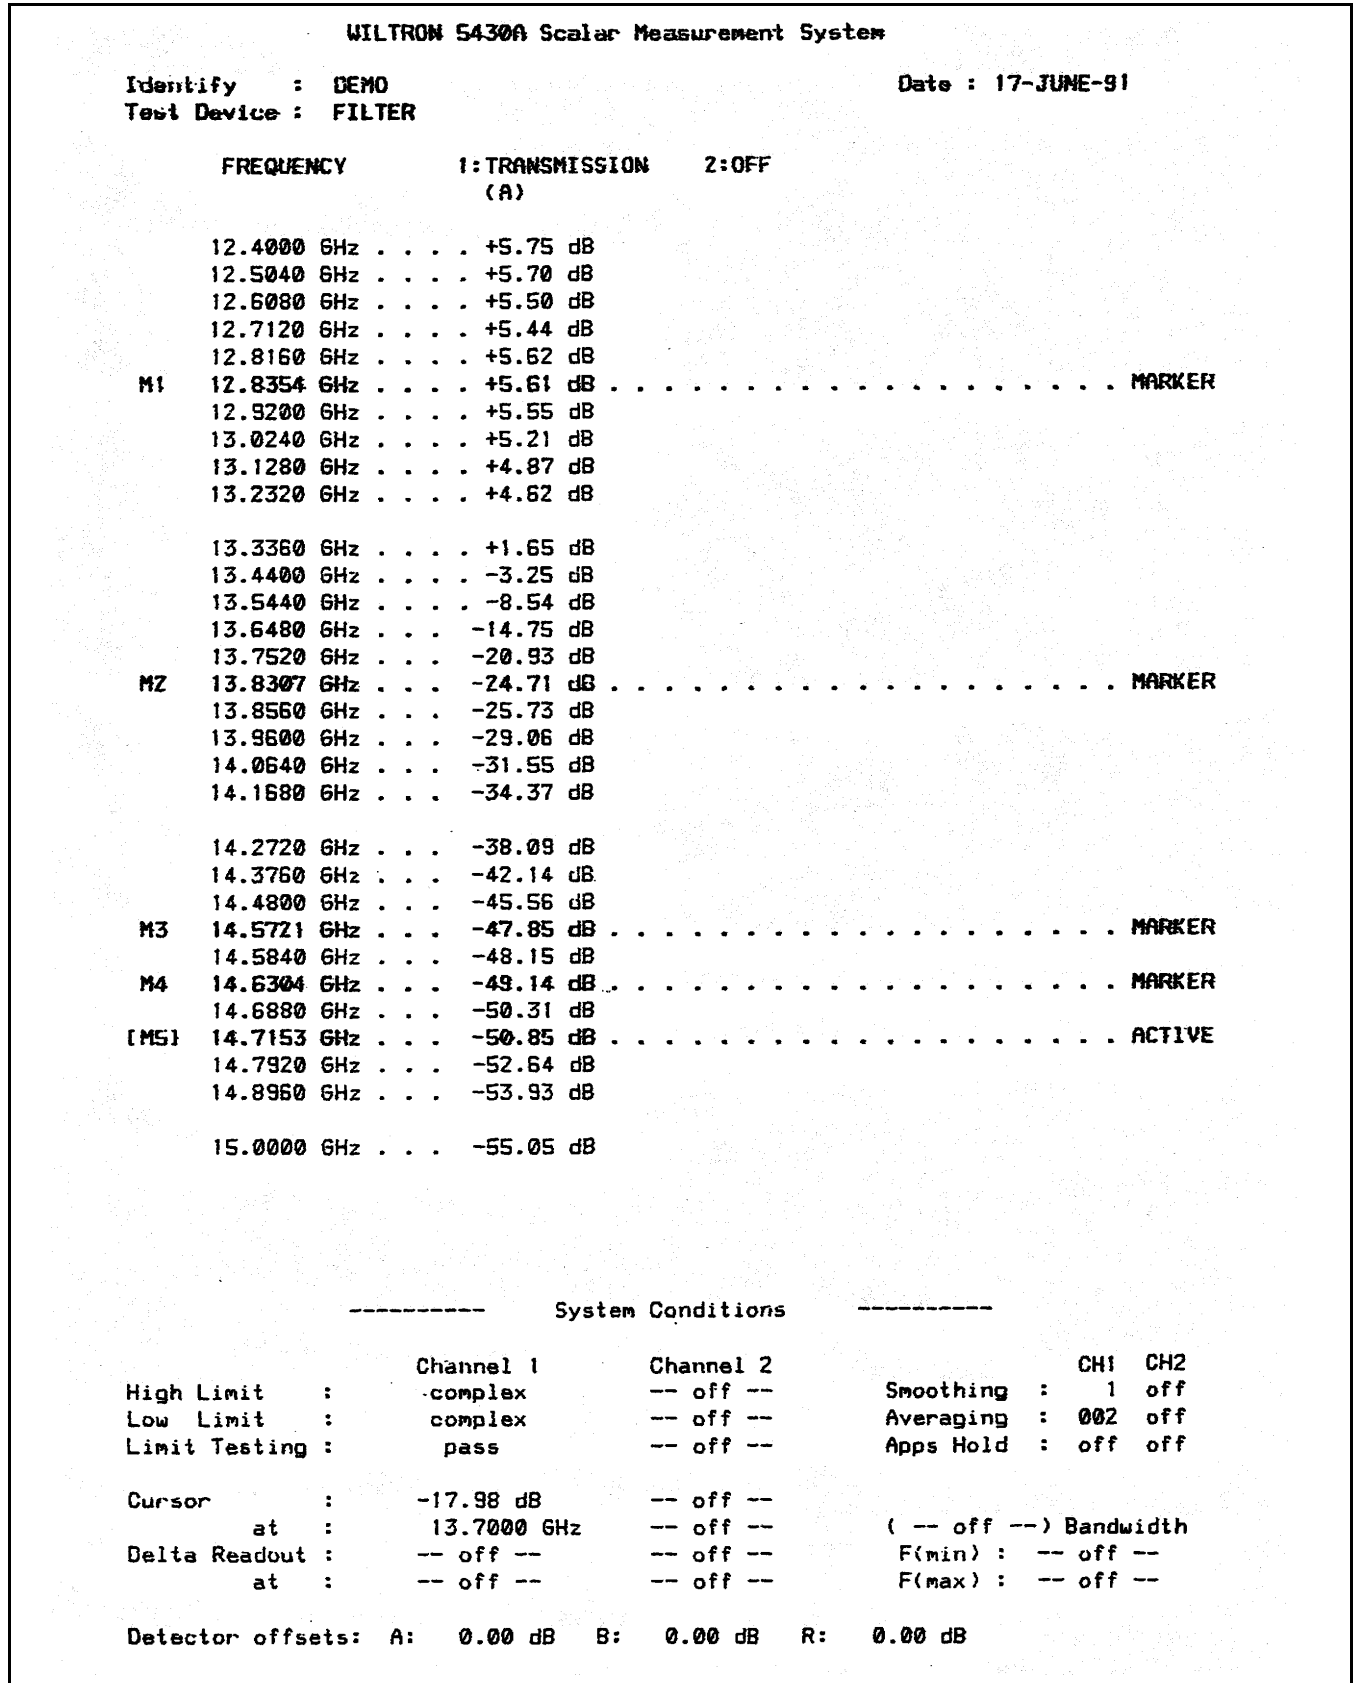 WILTRON 5430A Scalar Measurement System
Identify : DEMO Date : 17-JUNE-91
Test Device : FILTER
FREQUENCY 1:TRANSMISSION 2:OFF
(A)
12.4000 GHz . . . . +5.75 dB
12.5040 GHz . . . . +5.70 dB
12.6080 GHz . . . . +5.50 dB
12.7120 GHz . . . . +5.44 dB
12.8160 GHz . . . . +5.62 dB
M1 12.8354 GHz . . . . +5.61 dB . . . . . . . . . . . . . . . . . . . MARKER
12.9200 GHz . . . . +5.55 dB
13.0240 GHz . . . . +5.21 dB
13.1280 GHz . . . . +4.87 dB
13.2320 GHz . . . . +4.62 dB
13.3360 GHz . . . . +1.65 dB
13.4400 GHz . . . . -3.25 dB
13.5440 GHz . . . . -8.54 dB
13.6480 GHz . . . -14.75 dB
13.7520 GHz . . . -20.93 dB
M2 13.8307 GHz . . . -24.71 dB . . . . . . . . . . . . . . . . . . . MARKER
13.8560 GHz . . . -25.73 dB
13.9600 GHz . . . -29.06 dB
14.0640 GHz . . . -31.55 dB
14.1680 GHz . . . -34.37 dB
14.2720 GHz . . . -38.09 dB
14.3760 GHz . . . -42.14 dB
14.4800 GHz . . . -45.56 dB
M3 14.5721 GHz . . . -47.85 dB . . . . . . . . . . . . . . . . . . . MARKER
14.5840 GHz . . . -48.15 dB
M4 14.6304 GHz . . . -49.14 dB . . . . . . . . . . . . . . . . . . . MARKER
14.6880 GHz . . . -50.31 dB
[M5] 14.7153 GHz . . . -50.85 dB . . . . . . . . . . . . . . . . . . . ACTIVE
14.7920 GHz . . . -52.64 dB
14.8960 GHz . . . -53.93 dB
15.0000 GHz . . . -55.05 dB
---------- System Conditions ----------
Channel 1 Channel 2 CH1 CH2
High Limit : complex -- off -- Smoothing : 1 off
Low Limit : complex -- off -- Averaging : 002 off
Limit Testing : pass -- off -- Apps Hold : off off
Cursor : -17.98 dB -- off --
at : 13.7000 GHz -- off -- ( -- off --) Bandwidth
Delta Readout : -- off -- -- off -- F(min) : -- off --
at : -- off -- -- off -- F(max) : -- off --
Detector offsets: A: 0.00 dB B: 0.00 dB R: 0.00 dB